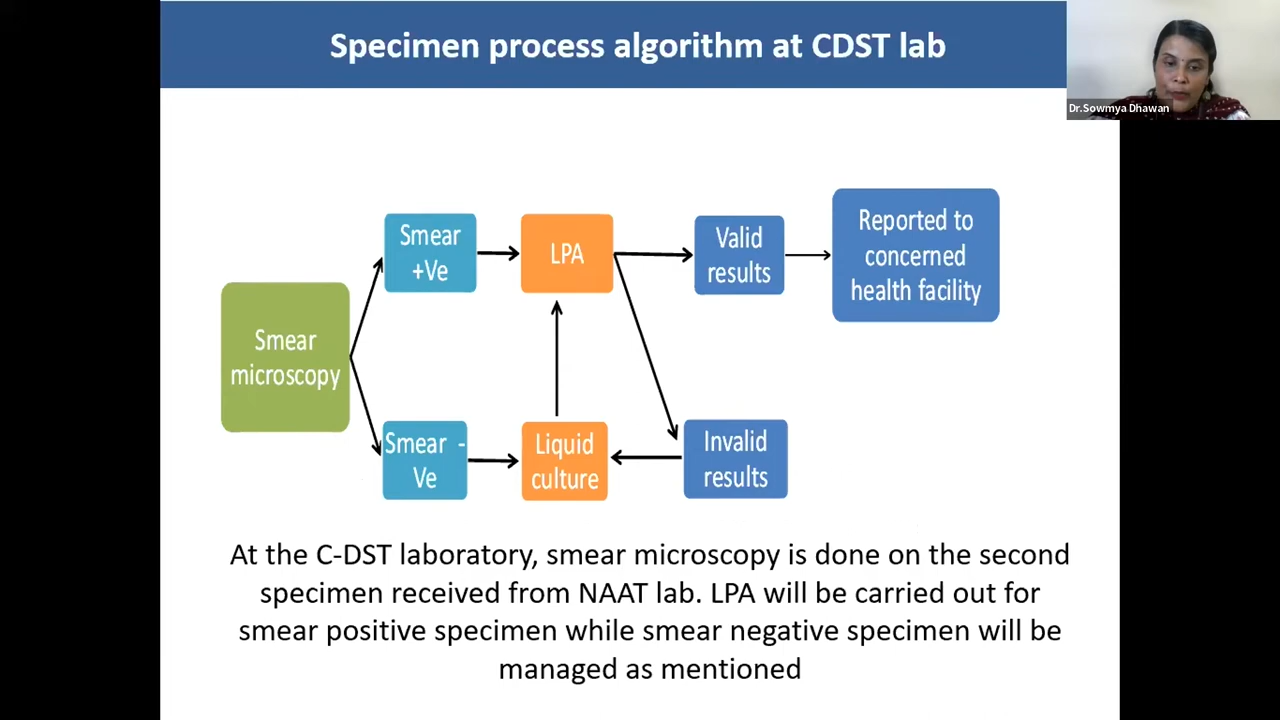 Specimen process algorithm at CDST lab
Dr.Sowmya Dhawan
Smear
microscopy
Smear
+Ve
LPA
Valid
results
Reported to
concerned
health facility
Smear -
Ve
Liquid
culture
Invalid
results
At the C-DST laboratory, smear microscopy is done on the second
specimen received from NAAT lab. LPA will be carried out for
smear positive specimen while smear negative specimen will be
managed as mentioned